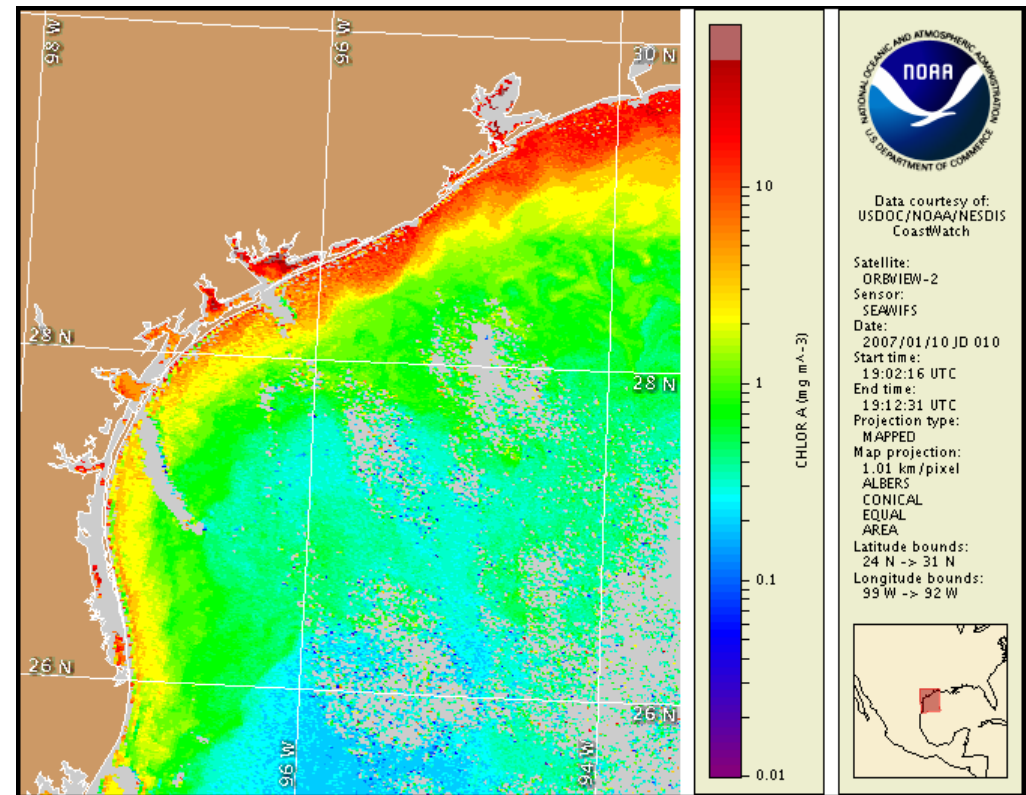 98 W
96 W
30 N
28 N
28 N
26 N
26 N
96 W
94 W
10
1
0.1
0.01
CHLOR A (mg m^-3)
NATIONAL OCEANIC AND ATMOSPHERIC ADMINISTRATION
NOAA
U.S. DEPARTMENT OF COMMERCE
Data courtesy of:
USDOC/NOAA/NESDIS
CoastWatch
Satellite:
ORBVIEW-2
Sensor:
SEAWIFS
Date:
2007/01/10 JD 010
Start time:
19:02:16 UTC
End time:
19:12:31 UTC
Projection type:
MAPPED
Map projection:
1.01 km/pixel
ALBERS
CONICAL
EQUAL
AREA
Latitude bounds:
24 N -> 31 N
Longitude bounds:
99 W -> 92 W